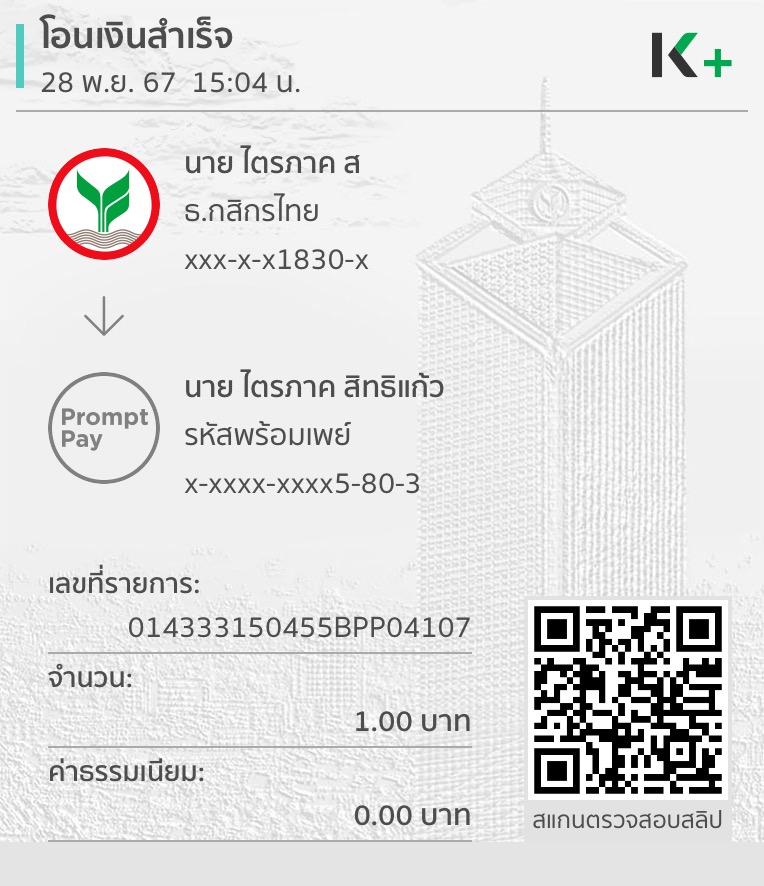 โอนเงินสำเร็จ
28 พ.ย. 67 15:04 น.
K+
นาย ไตรภาค ส
ธ.กสิกรไทย
xxx-x-x1830-x
Prompt
Pay
นาย ไตรภาค สิทธิแก้ว
รหัสพร้อมเพย์
x-xxxx-xxxx5-80-3
เลขที่รายการ:
014333150455BPP04107
จำนวน:
1.00 บาท
ค่าธรรมเนียม:
0.00 บาท
สแกนตรวจสอบสลิป